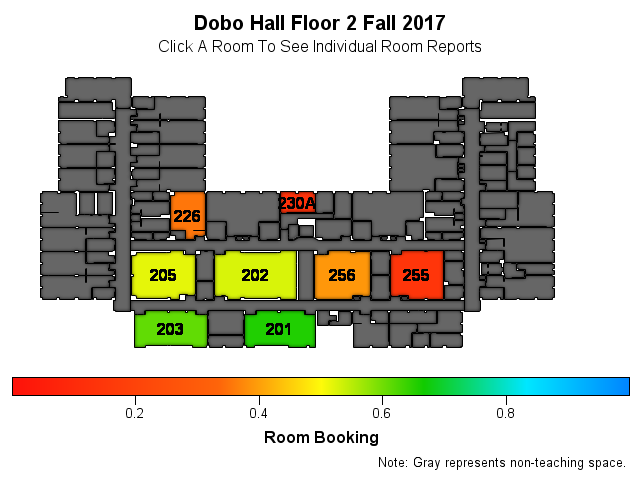 Dobo Hall Floor 2 Fall 2017
Click A Room To See Individual Room Reports
230A
226
205
202
256
255
203
201
0.2
0.4
0.6
0.8
Room Booking
Note: Gray represents non-teaching space.